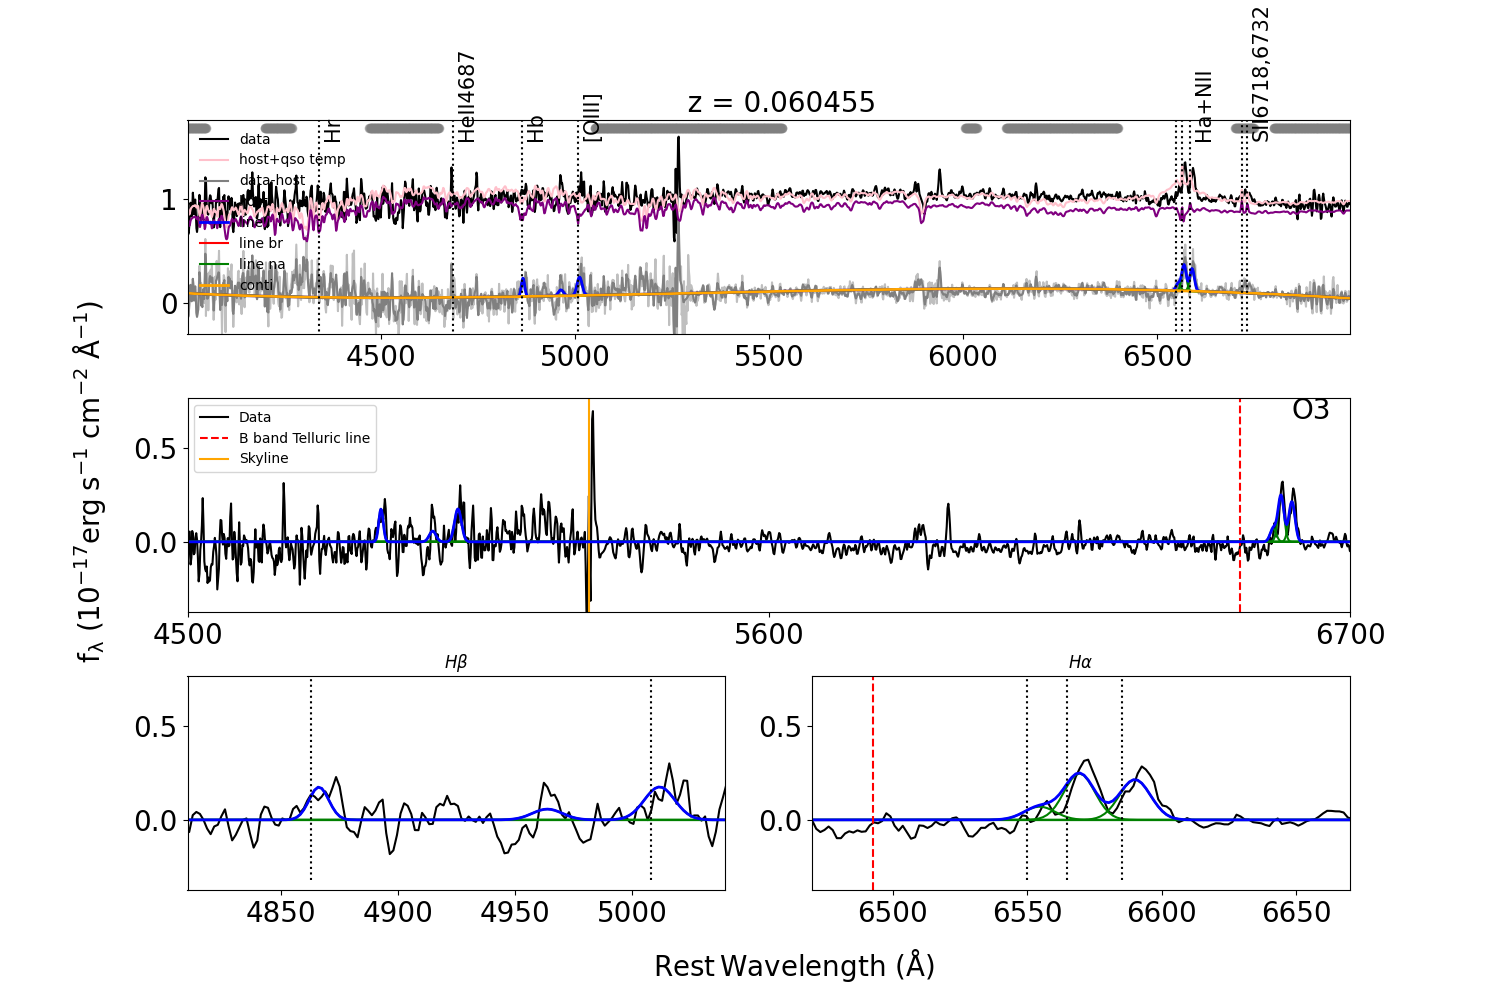 z = 0.060455
Hr
HeII4687
Hb
[OIII]
Ha+NII
SII6718,6732
data
host+qso temp
data-host
line br
line na
conti
1
0
4500 5000 5500 6000 6500
f_λ (10^−17 erg s^−1 cm^−2 Å^−1)
Data
B band Telluric line
Skyline
O3
0.5
0.0
4500 5600 6700
Hβ
0.5
0.0
4850 4900 4950 5000
Hα
0.5
0.0
6500 6550 6600 6650
Rest Wavelength (Å)